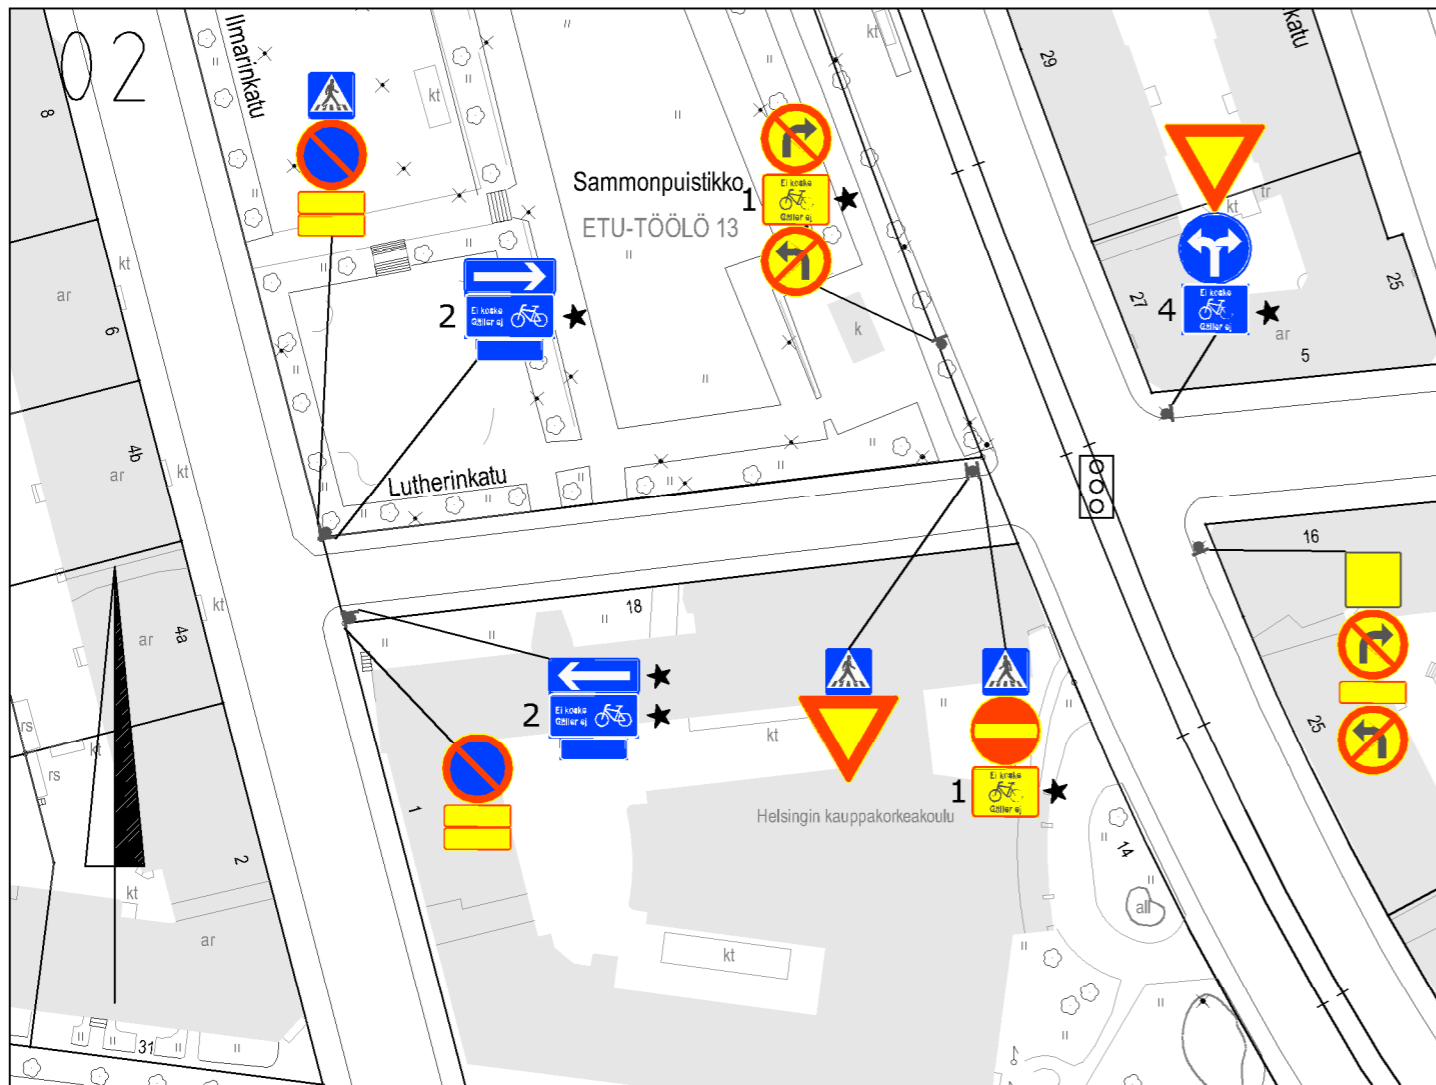 02
Ilmarinkatu
katu
29
8
kt
kt
Sammonpuistikko
ETU-TÖÖLÖ 13
1
Ei koske
Gäller ej
tr
kt
kt
ar
6
2
Ei koske
Gäller ej
27
25
4
Ei koske
Gäller ej
ar
5
k
4b
ar
kt
Lutherinkatu
16
kt
4a
ar
18
2
Ei koske
Gäller ej
rs
kt
rs
kt
25
1
Ei koske
Gäller ej
1
Helsingin kauppakorkeakoulu
14
2
kt
all
ar
kt
31